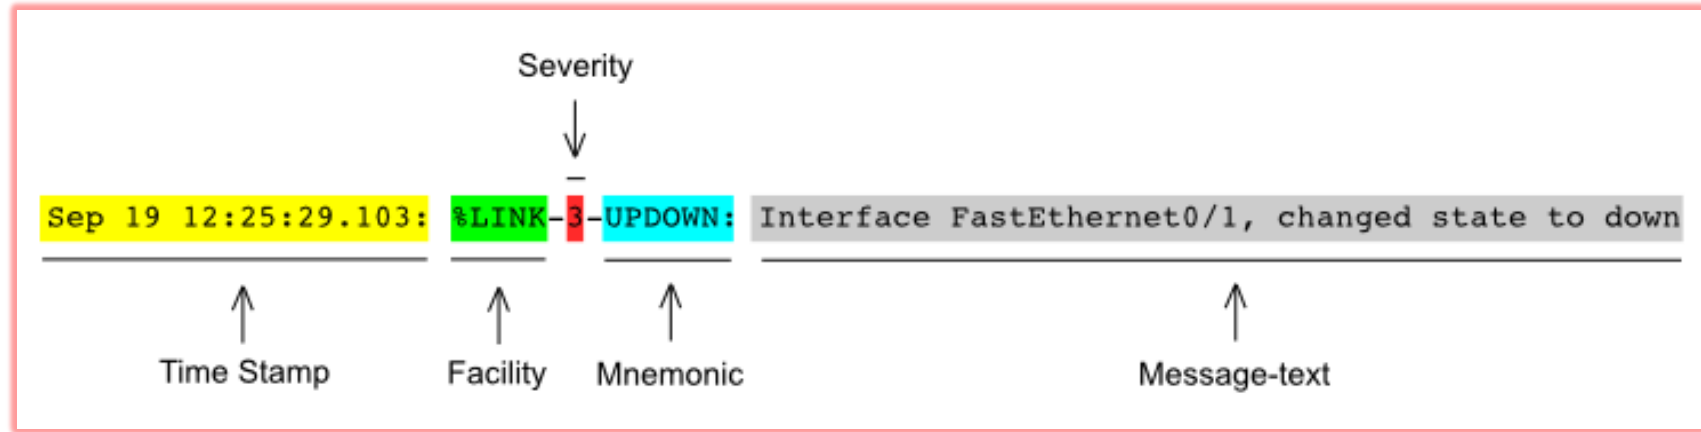 Severity
Sep 19 12:25:29.103: %LINK-3-UPDOWN: Interface FastEthernet0/1, changed state to down
Time Stamp Facility Mnemonic Message-text